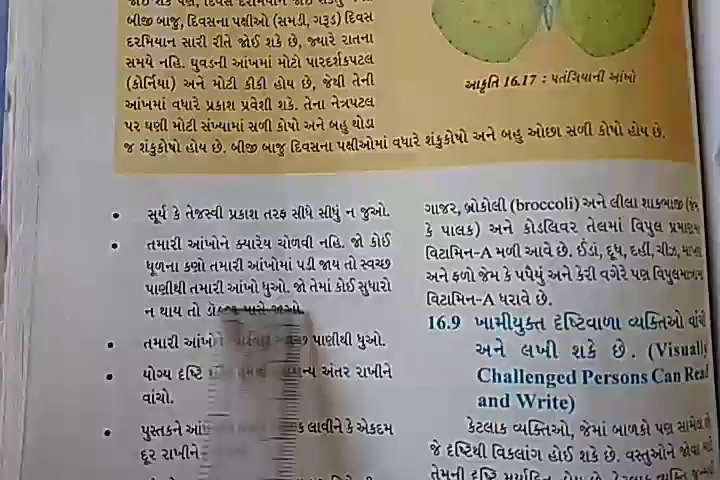 બીજી બાજુ, દિવસના પક્ષીઓ (સમડી, ગરૂડ) દિવસ
દરમિયાન સારી રીતે જોઈ શકે છે, જ્યારે રાતના
સમયે નહિ. ઘુવડની આંખમાં મોટો પારદર્શકપટલ
(કોર્નિયા) અને મોટી કીકી હોય છે, જેથી તેની
આંખમાં વધારે પ્રકાશ પ્રવેશી શકે. તેના નેત્રપટલ
પર ઘણી મોટી સંખ્યામાં સળી કોષો અને બહુ થોડા
જ શંકુકોષો હોય છે. બીજી બાજુ દિવસના પક્ષીઓમાં વધારે શંકુકોષો અને બહુ ઓછા સળી કોષો હોય છે.
આકૃતિ 16.17 : પતંગિયાની આંખો
• સૂર્ય કે તેજસ્વી પ્રકાશ તરફ સીધે સીધું ન જુઓ.
• તમારી આંખોને ક્યારેય ચોળવી નહિ. જો કોઈ
ધૂળના કણો તમારી આંખોમાં પડી જાય તો સ્વચ્છ
પાણીથી તમારી આંખો ધુઓ. જો તેમાં કોઈ સુધારો
ન થાય તો ડૉક્ટર પાસે જાઓ.
• તમારી આંખોને પાણીથી ધુઓ.
• યોગ્ય દૃષ્ટિ અંતર રાખીને
વાંચો.
• પુસ્તકને લાવીને કે એકદમ
દૂર રાખીને
ગાજર, બ્રોકોલી (broccoli) અને લીલા શાકભાજી (જેમ
કે પાલક) અને કોડલિવર તેલમાં વિપુલ પ્રમાણમાં
વિટામિન-A મળી આવે છે. ઈંડાં, દૂધ, દહીં, ચીઝ, માખણ
અને ફળો જેમ કે પપૈયું અને કેરી વગેરે પણ વિપુલમાત્રામાં
વિટામિન-A ધરાવે છે.
16.9 ખામીયુક્ત દૃષ્ટિવાળા વ્યક્તિઓ વાંચી
અને લખી શકે છે. (Visually
Challenged Persons Can Read
and Write)
કેટલાક વ્યક્તિઓ, જેમાં બાળકો પણ સામેલ છે
જે દૃષ્ટિથી વિકલાંગ હોઈ શકે છે. વસ્તુઓને જોવા માટે
તેમની દૃષ્ટિ